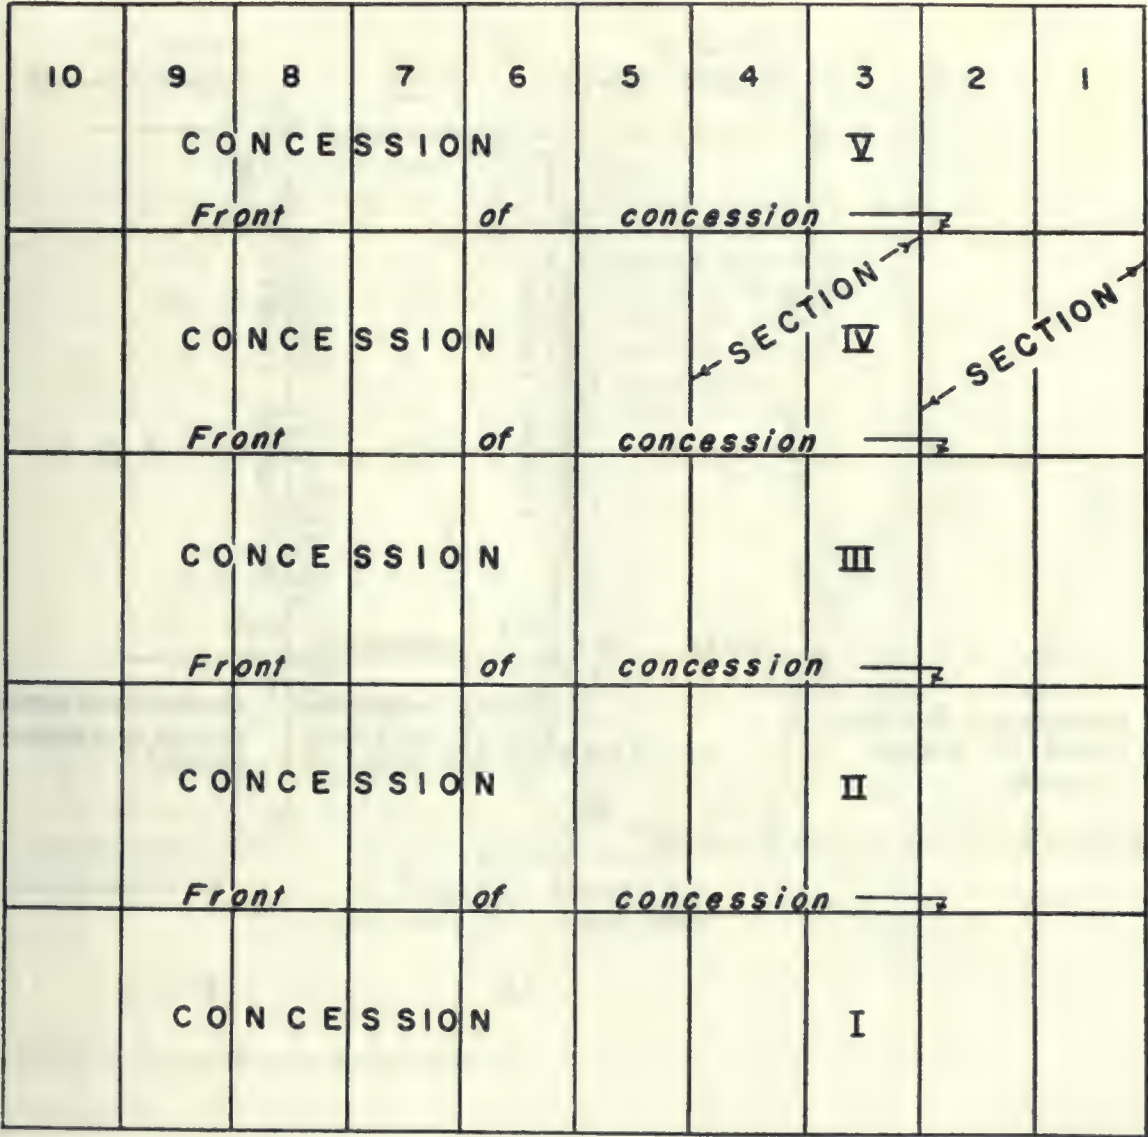 10 9 8 7 6 5 4 3 2 1
CONCESSION V
Front of concession
SECTION
SECTION
CONCESSION IV
Front of concession
CONCESSION III
Front of concession
CONCESSION II
Front of concession
CONCESSION I